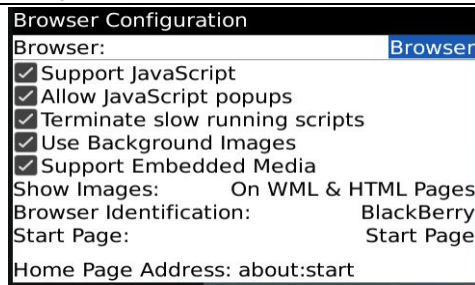 Browser Configuration
Browser: Browser
Support JavaScript
Allow JavaScript popups
Terminate slow running scripts
Use Background Images
Support Embedded Media
Show Images: On WML & HTML Pages
Browser Identification: BlackBerry
Start Page: Start Page
Home Page Address: about:start